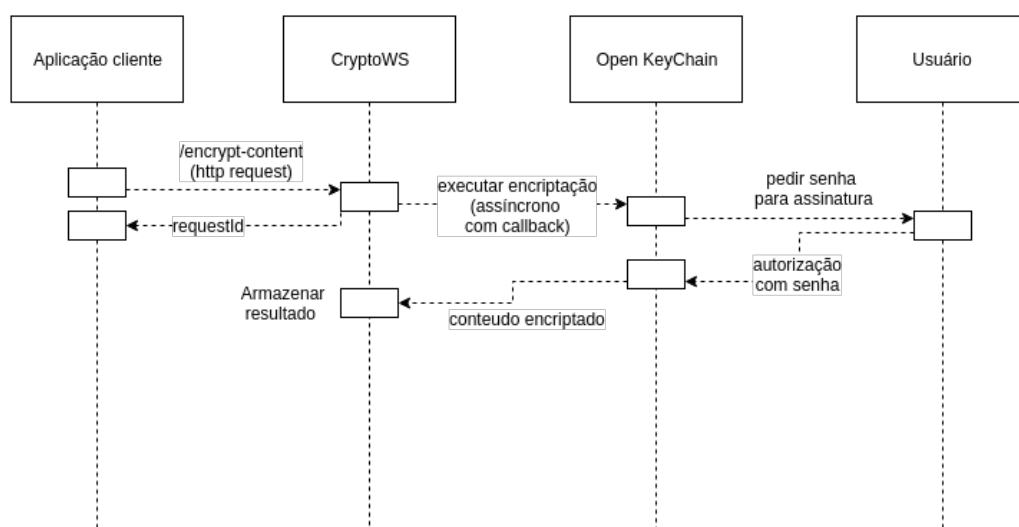 Aplicação cliente
CryptoWS
Open KeyChain
Usuário
/encrypt-content
(http request)
executar encriptação
(assíncrono
com callback)
pedir senha
para assinatura
requestId
autorização
com senha
Armazenar
resultado
conteudo encriptado